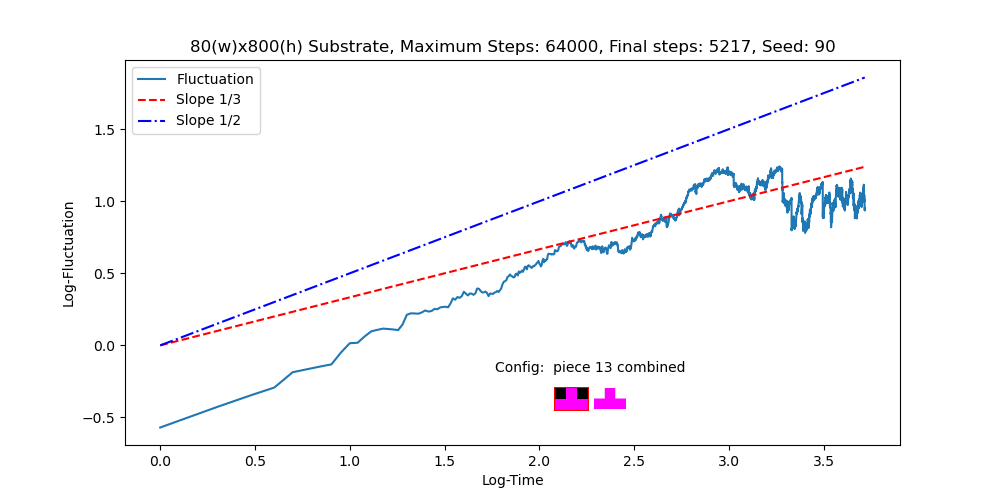 80(w)x800(h) Substrate, Maximum Steps: 64000, Final steps: 5217, Seed: 90
Fluctuation
Slope 1/3
Slope 1/2
Log-Fluctuation
1.5
1.0
0.5
0.0
−0.5
Config:  piece 13 combined
0.0 0.5 1.0 1.5 2.0 2.5 3.0 3.5
Log-Time